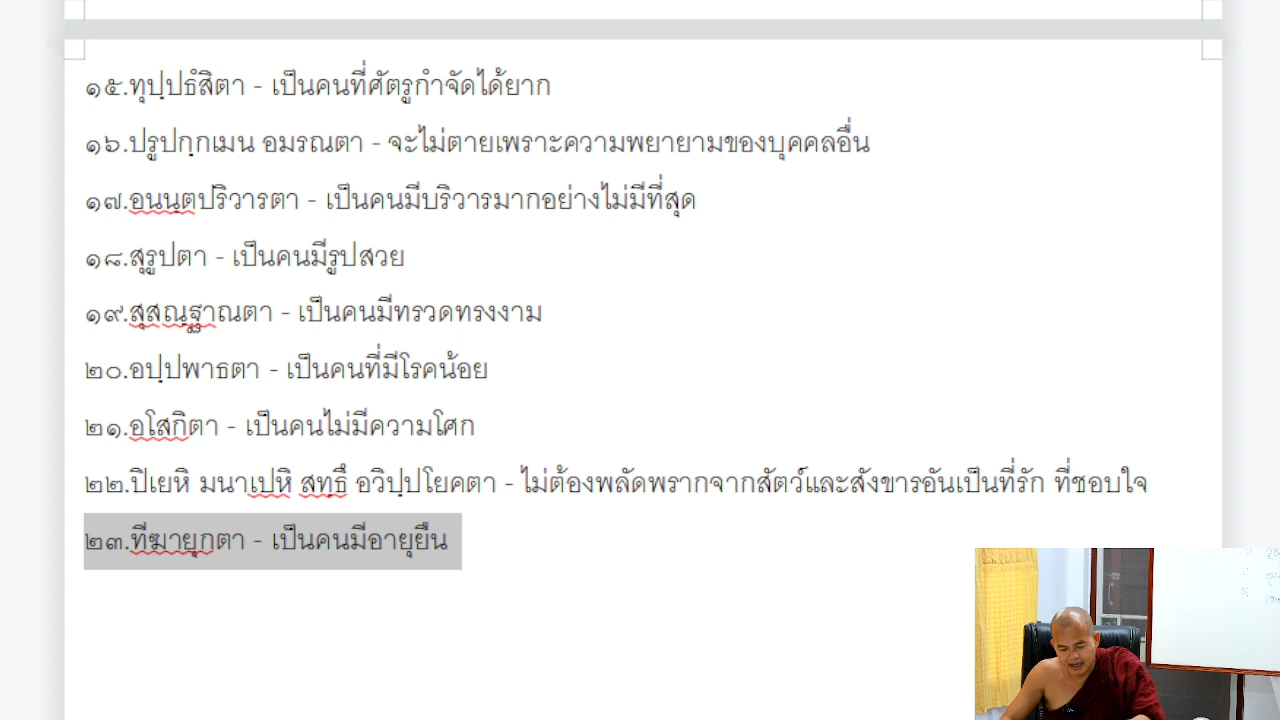 ๑๕.ทุปฺปธํสิตา - เป็นคนที่ศัตรูกำจัดได้ยาก
๑๖.ปรูปกฺกเมน อมรณตา - จะไม่ตายเพราะความพยายามของบุคคลอื่น
๑๗.อนนฺตปริวารตา - เป็นคนมีบริวารมากอย่างไม่มีที่สุด
๑๘.สุรูปตา - เป็นคนมีรูปสวย
๑๙.สุสณฺฐาณตา - เป็นคนมีทรวดทรงงาม
๒๐.อปฺปพาธตา - เป็นคนที่มีโรคน้อย
๒๑.อโสกิตา - เป็นคนไม่มีความโศก
๒๒.ปิเยหิ มนาเปหิ สทฺธึ อวิปฺปโยคตา - ไม่ต้องพลัดพรากจากสัตว์และสังขารอันเป็นที่รัก ที่ชอบใจ
๒๓.ทีฆายุกตา - เป็นคนมีอายุยืน